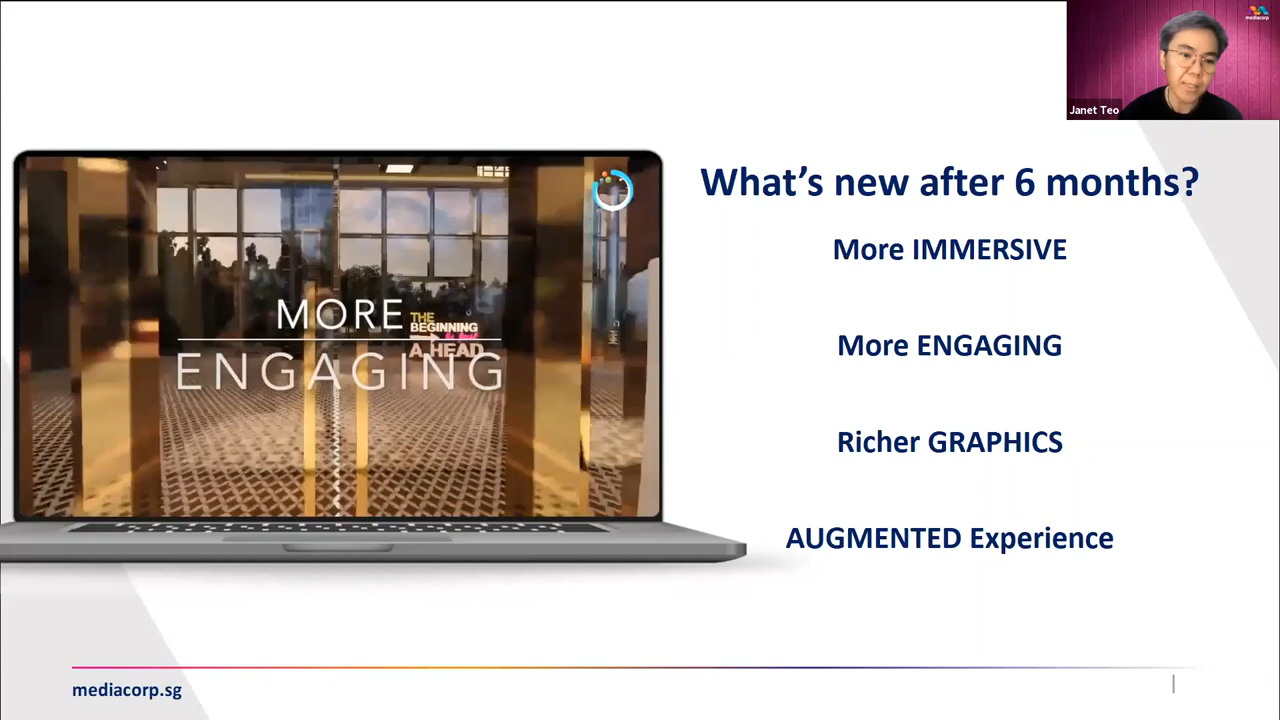 mediacorp
Janet Teo
What's new after 6 months?
More IMMERSIVE
More ENGAGING
Richer GRAPHICS
AUGMENTED Experience
MORE
ENGAGING
THE
BEGINNING
A HEAD
mediacorp.sg